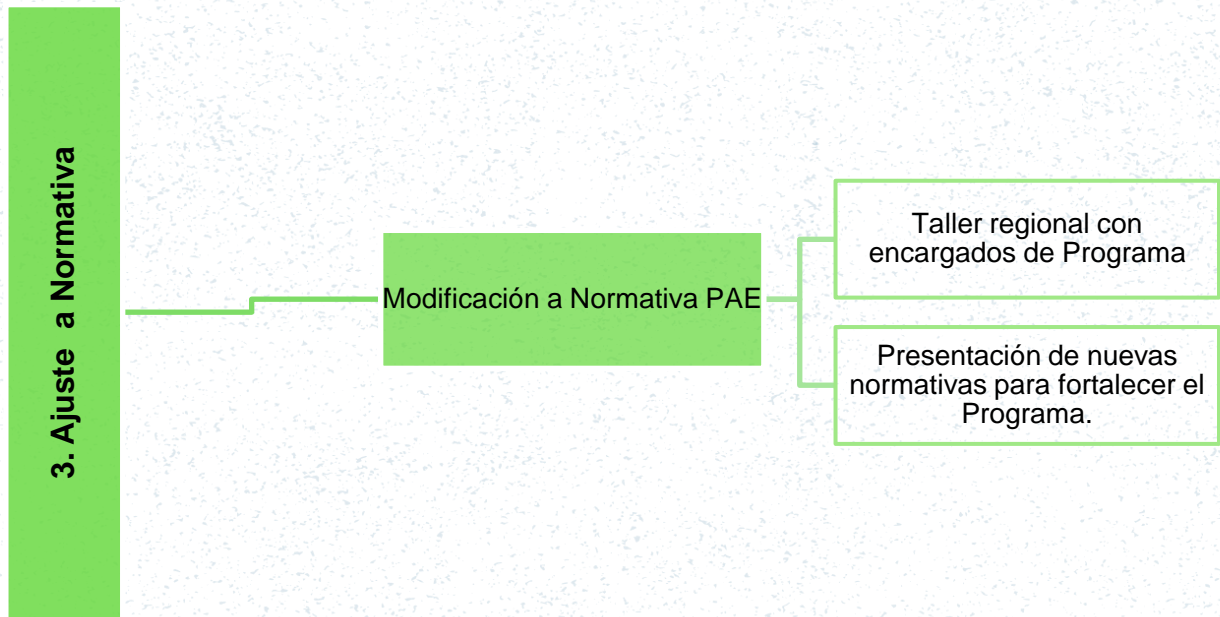 3. Ajuste a Normativa
Modificación a Normativa PAE
Taller regional con
encargados de Programa
Presentación de nuevas
normativas para fortalecer el
Programa.